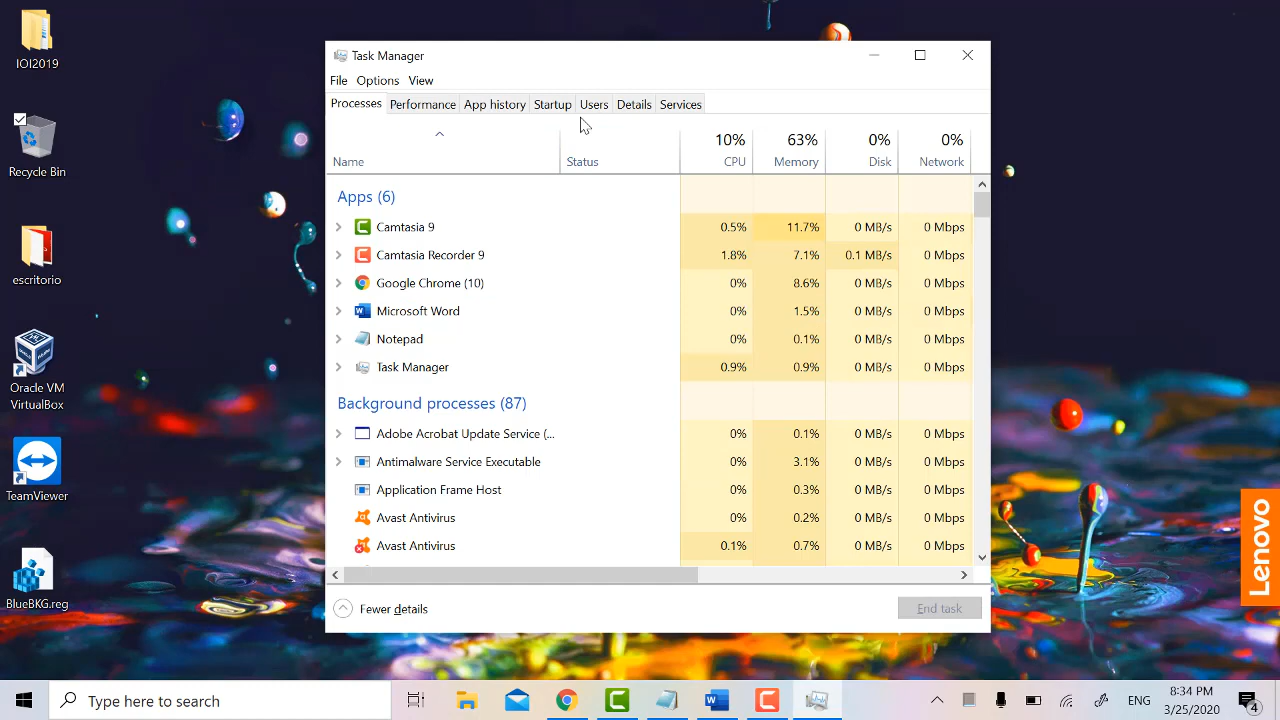 IOI2019
Recycle Bin
escritorio
Oracle VM
VirtualBox
TeamViewer
BlueBKG.reg
Task Manager
File Options View
Processes Performance App history Startup Users Details Services
10% 63% 0% 0%
Name Status CPU Memory Disk Network
Apps (6)
Camtasia 9 0.5% 11.7% 0 MB/s 0 Mbps
Camtasia Recorder 9 1.8% 7.1% 0.1 MB/s 0 Mbps
Google Chrome (10) 0% 8.6% 0 MB/s 0 Mbps
Microsoft Word 0% 1.5% 0 MB/s 0 Mbps
Notepad 0% 0.1% 0 MB/s 0 Mbps
Task Manager 0.9% 0.9% 0 MB/s 0 Mbps
Background processes (87)
Adobe Acrobat Update Service (... 0% 0.1% 0 MB/s 0 Mbps
Antimalware Service Executable 0% 3.1% 0 MB/s 0 Mbps
Application Frame Host 0% 0.3% 0 MB/s 0 Mbps
Avast Antivirus 0% 0.2% 0 MB/s 0 Mbps
Avast Antivirus 0.1% 0.7% 0 MB/s 0 Mbps
Fewer details End task
Lenovo
Type here to search
ENG
8:34 PM
3/25/2020
4